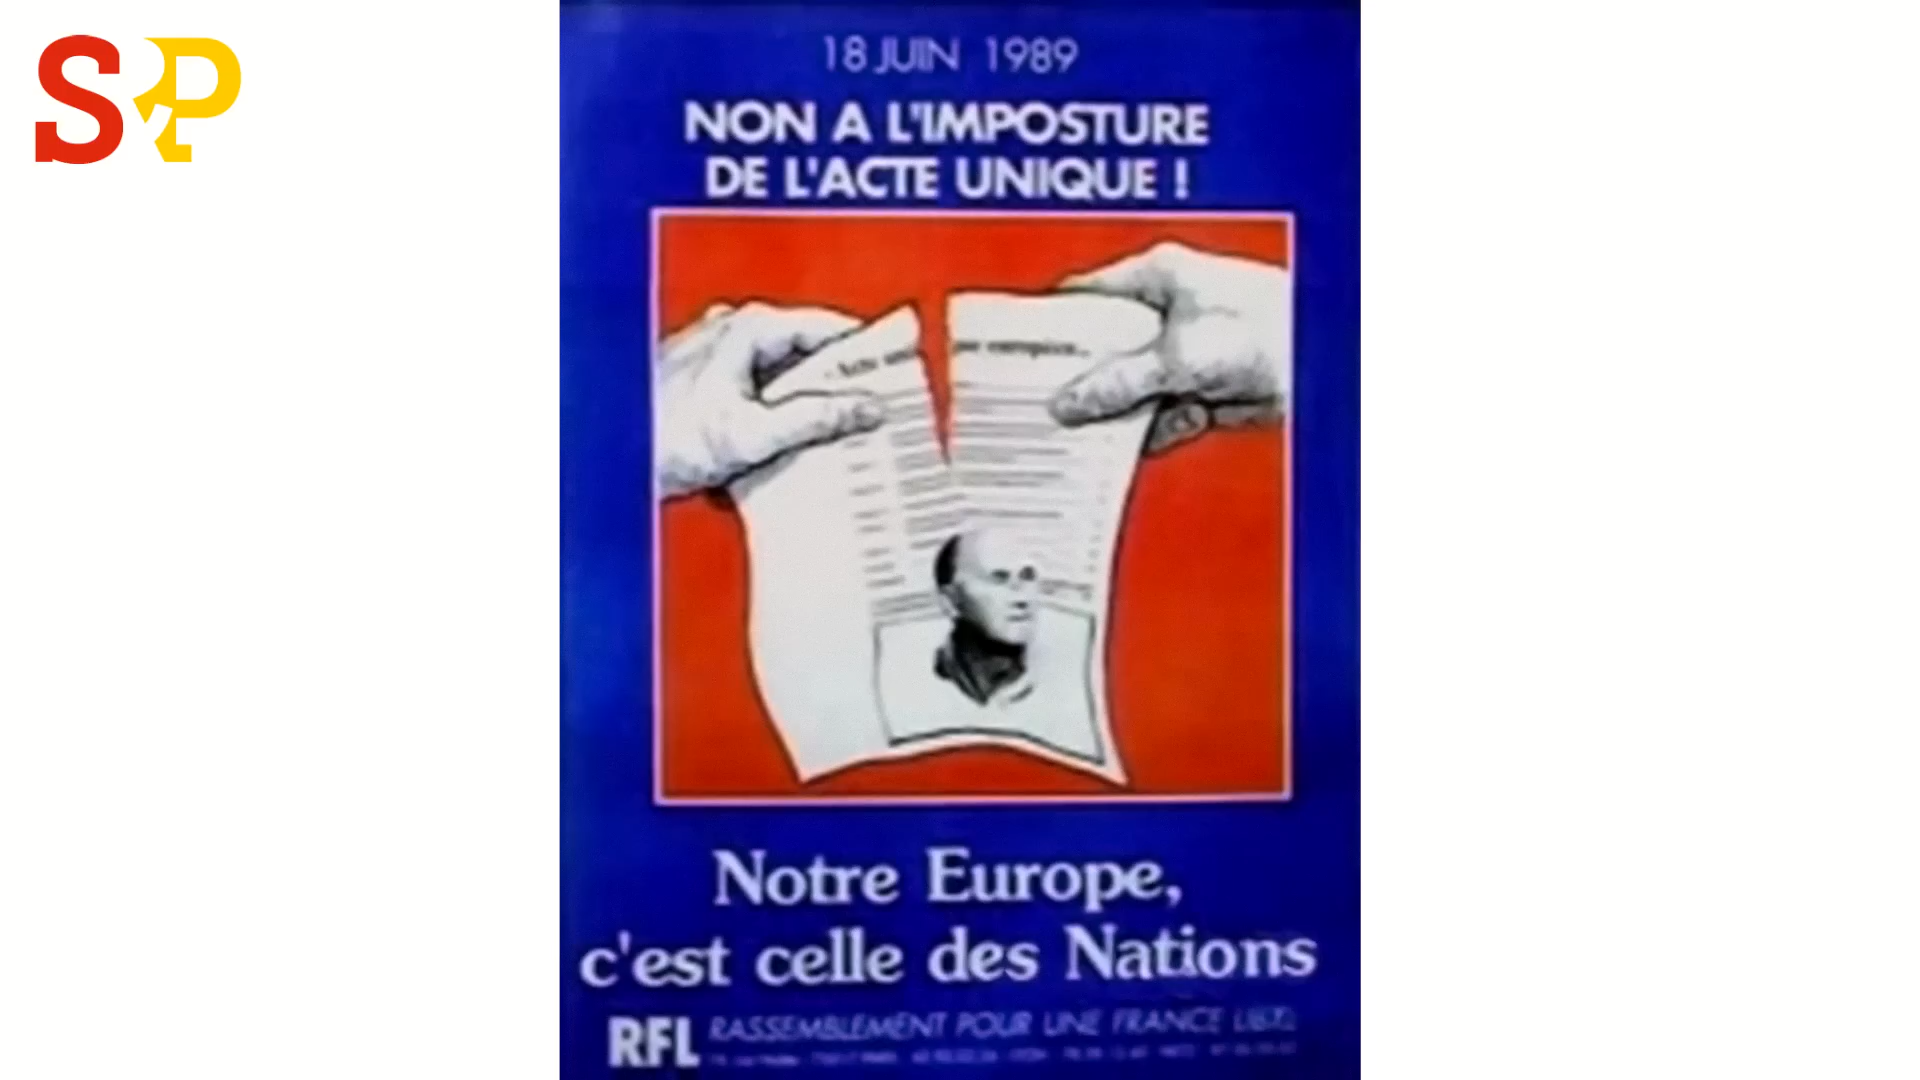 SP
18 JUIN 1989
NON A L'IMPOSTURE
DE L'ACTE UNIQUE !
Notre Europe,
c'est celle des Nations
RFL RASSEMBLEMENT POUR UNE FRANCE LIBRE